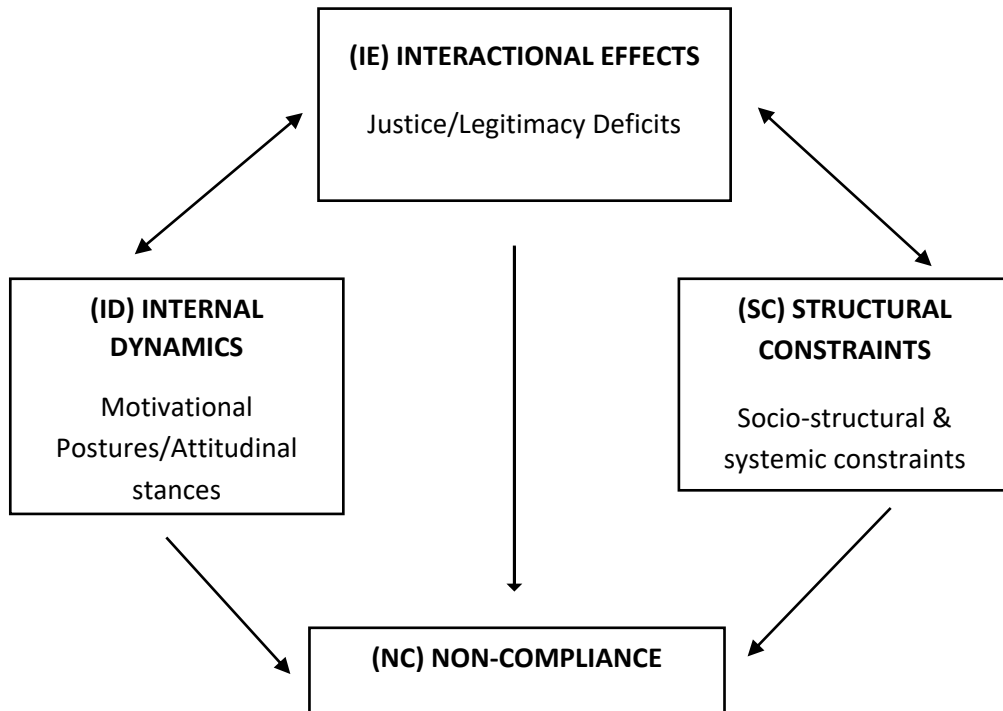 (IE) INTERACTIONAL EFFECTS
Justice/Legitimacy Deficits
(ID) INTERNAL
DYNAMICS
Motivational
Postures/Attitudinal
stances
(SC) STRUCTURAL
CONSTRAINTS
Socio-structural &
systemic constraints
(NC) NON-COMPLIANCE